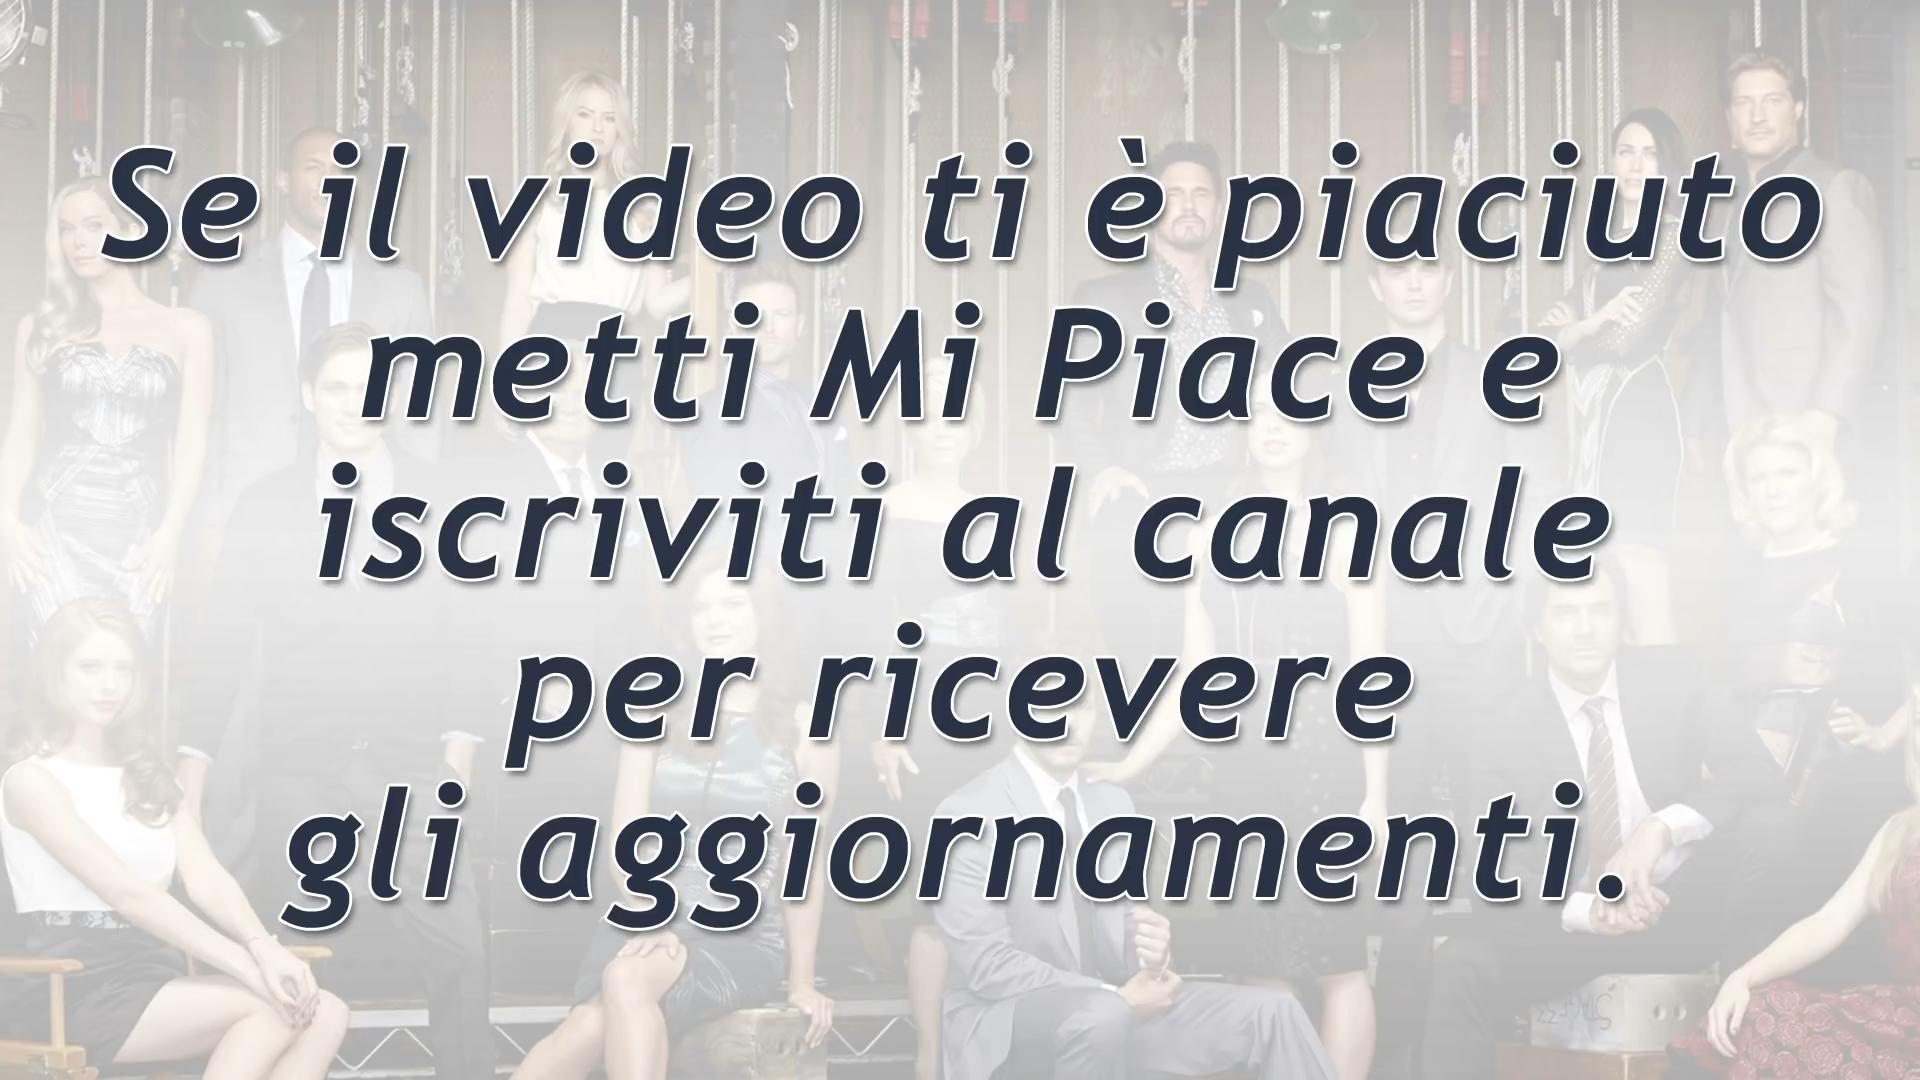 Se il video ti è piaciuto
metti Mi Piace e
iscriviti al canale
per ricevere
gli aggiornamenti.